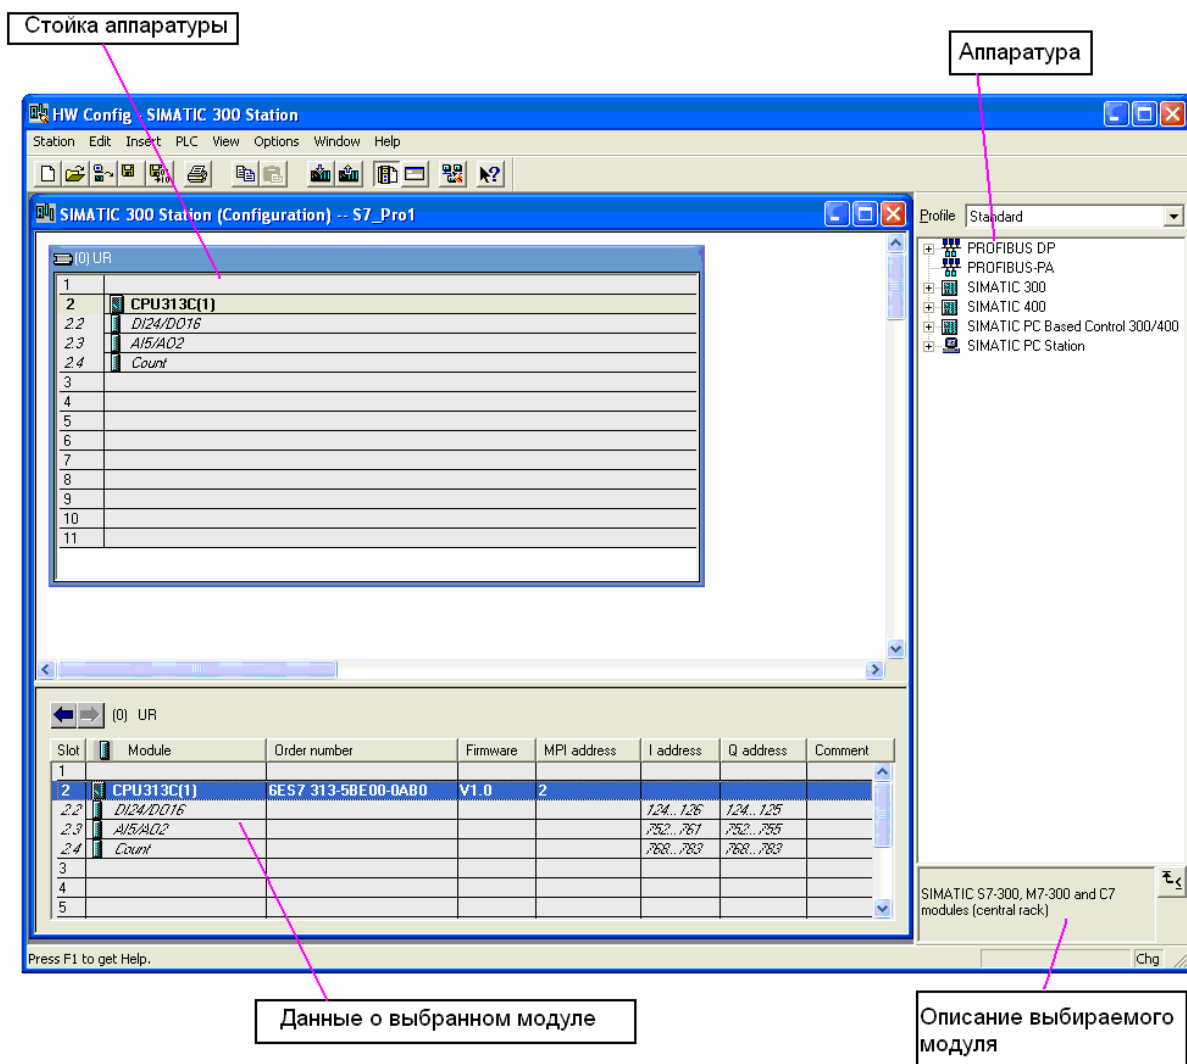 Стойка аппаратуры
Аппаратура
HW Config - SIMATIC 300 Station
Station Edit Insert PLC View Options Window Help
SIMATIC 300 Station (Configuration) -- S7_Pro1
Profile Standard
(0) UR
1
2 CPU313C(1)
2.2 DI24/DO16
2.3 AI5/AO2
2.4 Count
3
4
5
6
7
8
9
10
11
PROFIBUS DP
PROFIBUS-PA
SIMATIC 300
SIMATIC 400
SIMATIC PC Based Control 300/400
SIMATIC PC Station
(0) UR
Slot Module Order number Firmware MPI address I address Q address Comment
1
2 CPU313C(1) 6ES7 313-5BE00-0AB0 V1.0 2
2.2 DI24/DO16 124...126 124...125
2.3 AI5/AO2 752...761 752...755
2.4 Count 768...783 768...783
3
4
5
SIMATIC S7-300, M7-300 and C7
modules (central rack)
Press F1 to get Help. Chg
Данные о выбранном модуле
Описание выбираемого
модуля